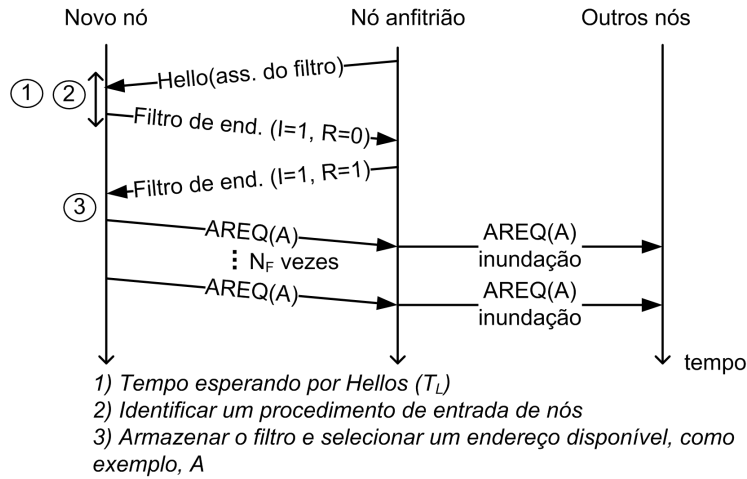 Novo nó
Nó anfitrião
Outros nós
Hello(ass. do filtro)
1
2
Filtro de end. (I=1, R=0)
Filtro de end. (I=1, R=1)
3
AREQ(A)
AREQ(A)
inundação
⋮ N_F vezes
AREQ(A)
AREQ(A)
inundação
tempo
1) Tempo esperando por Hellos (T_L)
2) Identificar um procedimento de entrada de nós
3) Armazenar o filtro e selecionar um endereço disponível, como
exemplo, A